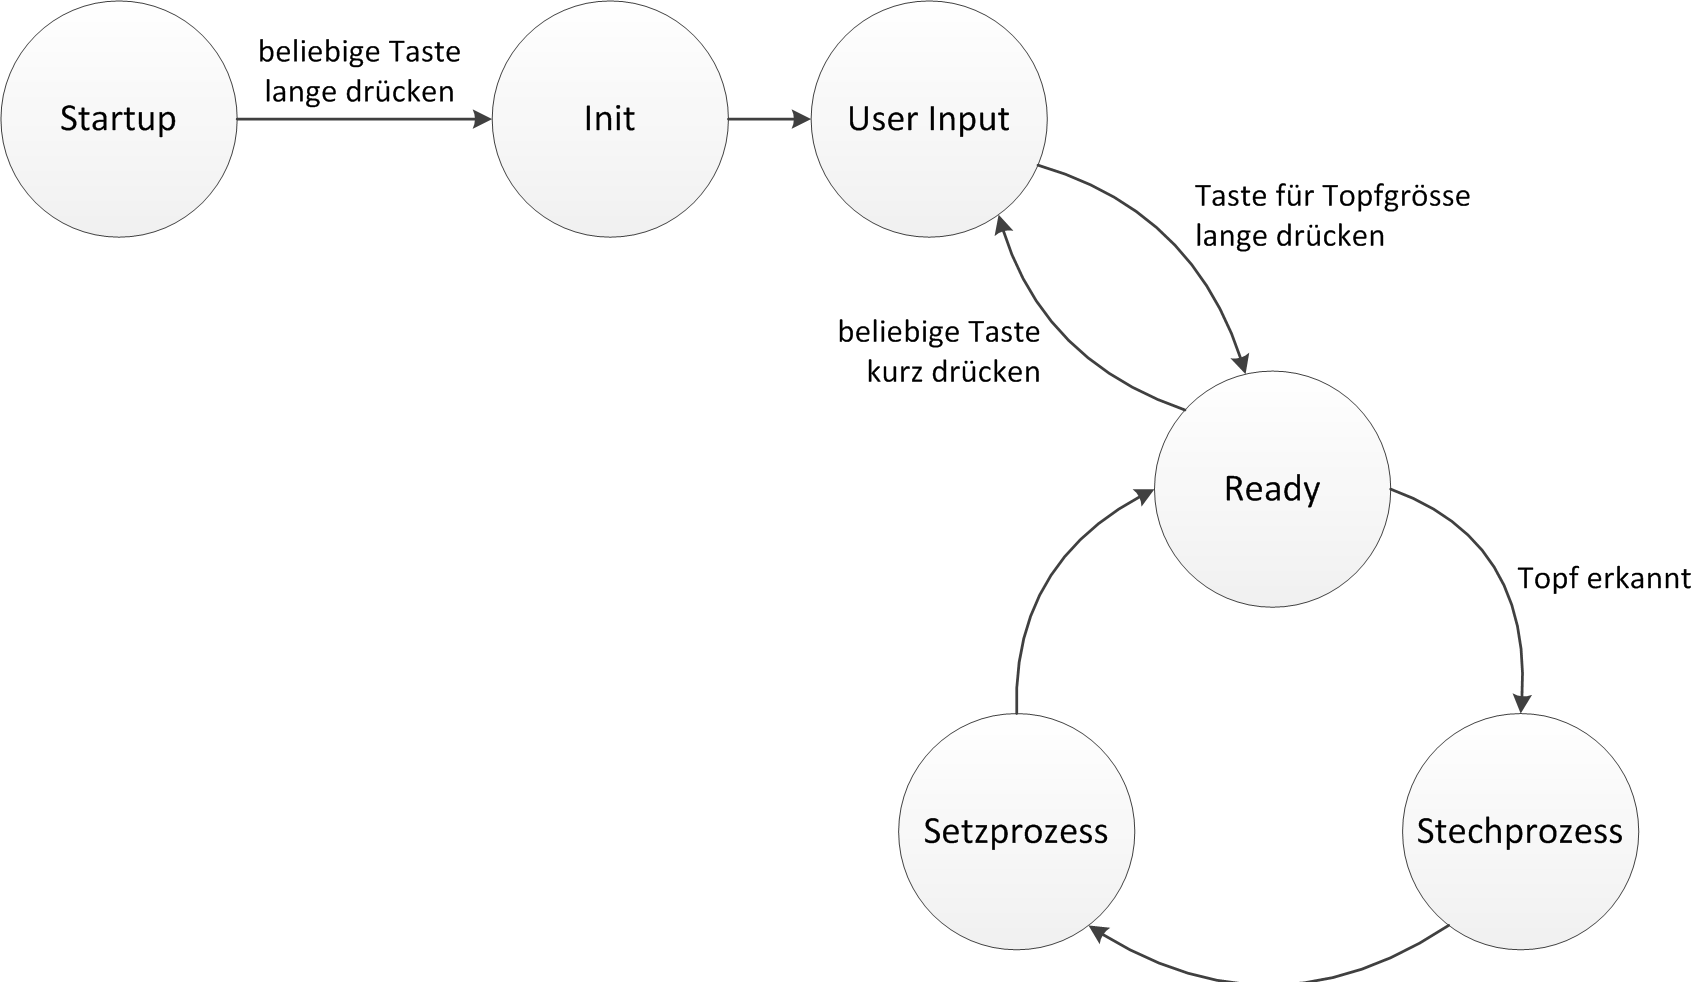 beliebige Taste
lange drücken
Startup
Init
User Input
Taste für Topfgrösse
lange drücken
beliebige Taste
kurz drücken
Ready
Topf erkannt
Setzprozess
Stechprozess